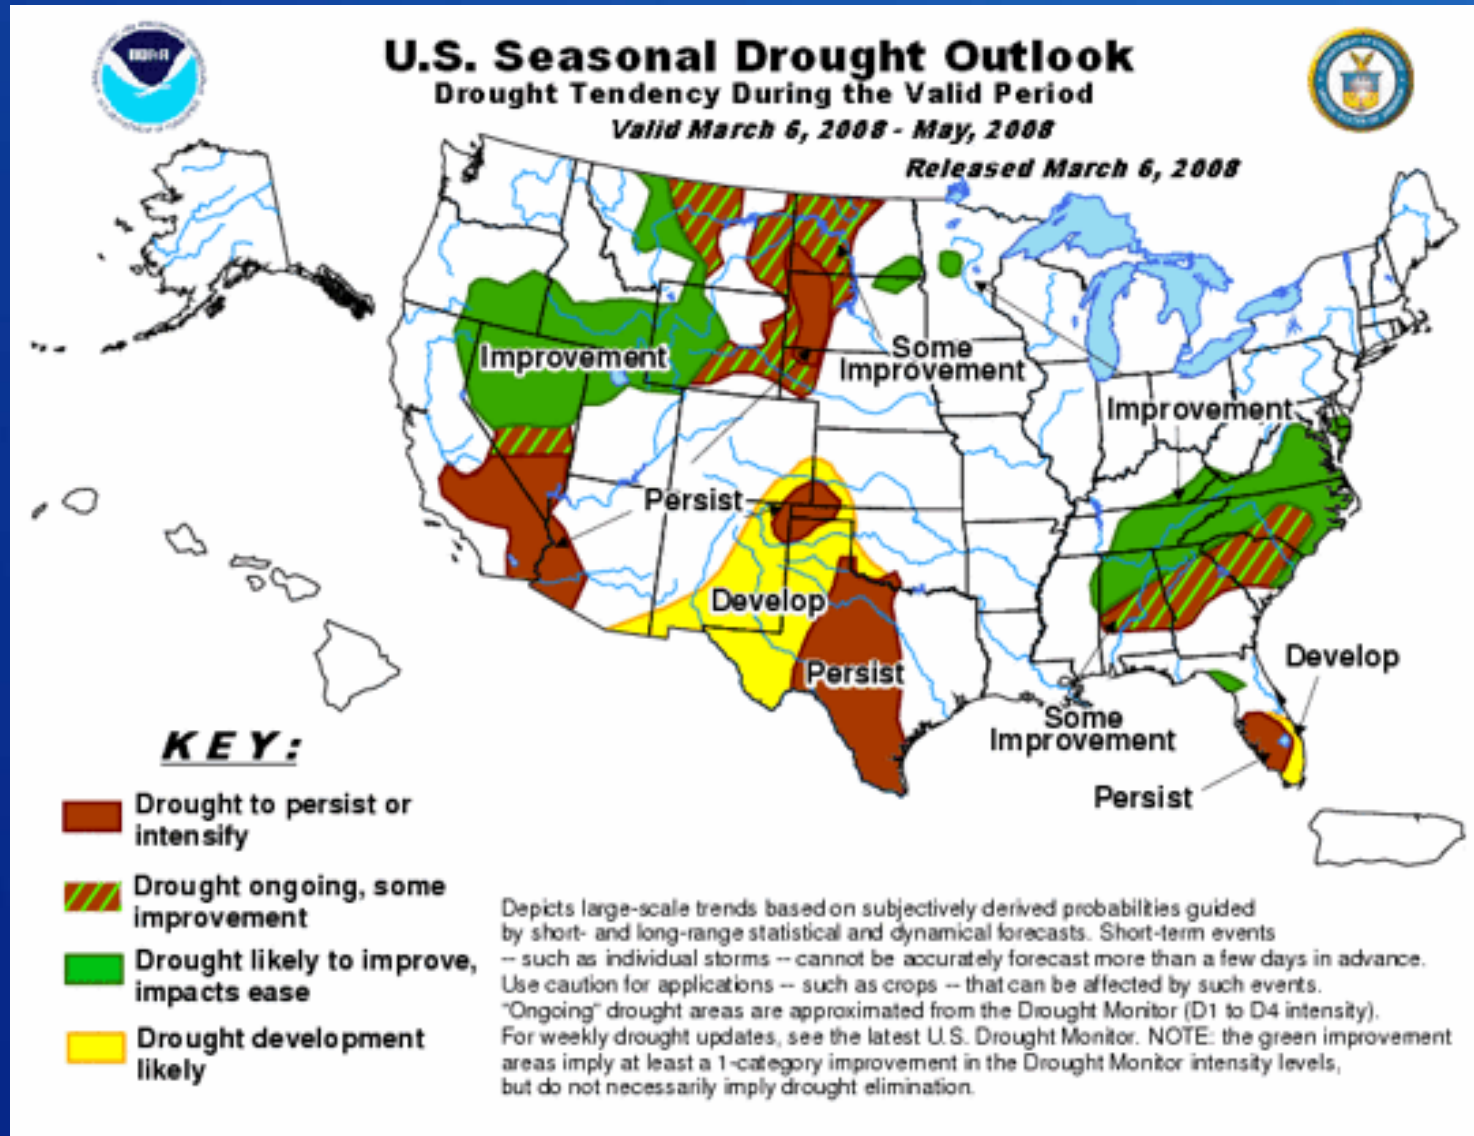 NOAA
U.S. Seasonal Drought Outlook
Drought Tendency During the Valid Period
Valid March 6, 2008 - May, 2008
Released March 6, 2008
Improvement
Some
Improvement
Improvement
Persist
Develop
Persist
Develop
Some
Improvement
Persist
KEY:
Drought to persist or
intensify
Drought ongoing, some
improvement
Drought likely to improve,
impacts ease
Drought development
likely
Depicts large-scale trends based on subjectively derived probabilities guided
by short- and long-range statistical and dynamical forecasts. Short-term events
-- such as individual storms -- cannot be accurately forecast more than a few days in advance.
Use caution for applications -- such as crops -- that can be affected by such events.
"Ongoing" drought areas are approximated from the Drought Monitor (D1 to D4 intensity).
For weekly drought updates, see the latest U.S. Drought Monitor. NOTE: the green improvement
areas imply at least a 1-category improvement in the Drought Monitor intensity levels,
but do not necessarily imply drought elimination.